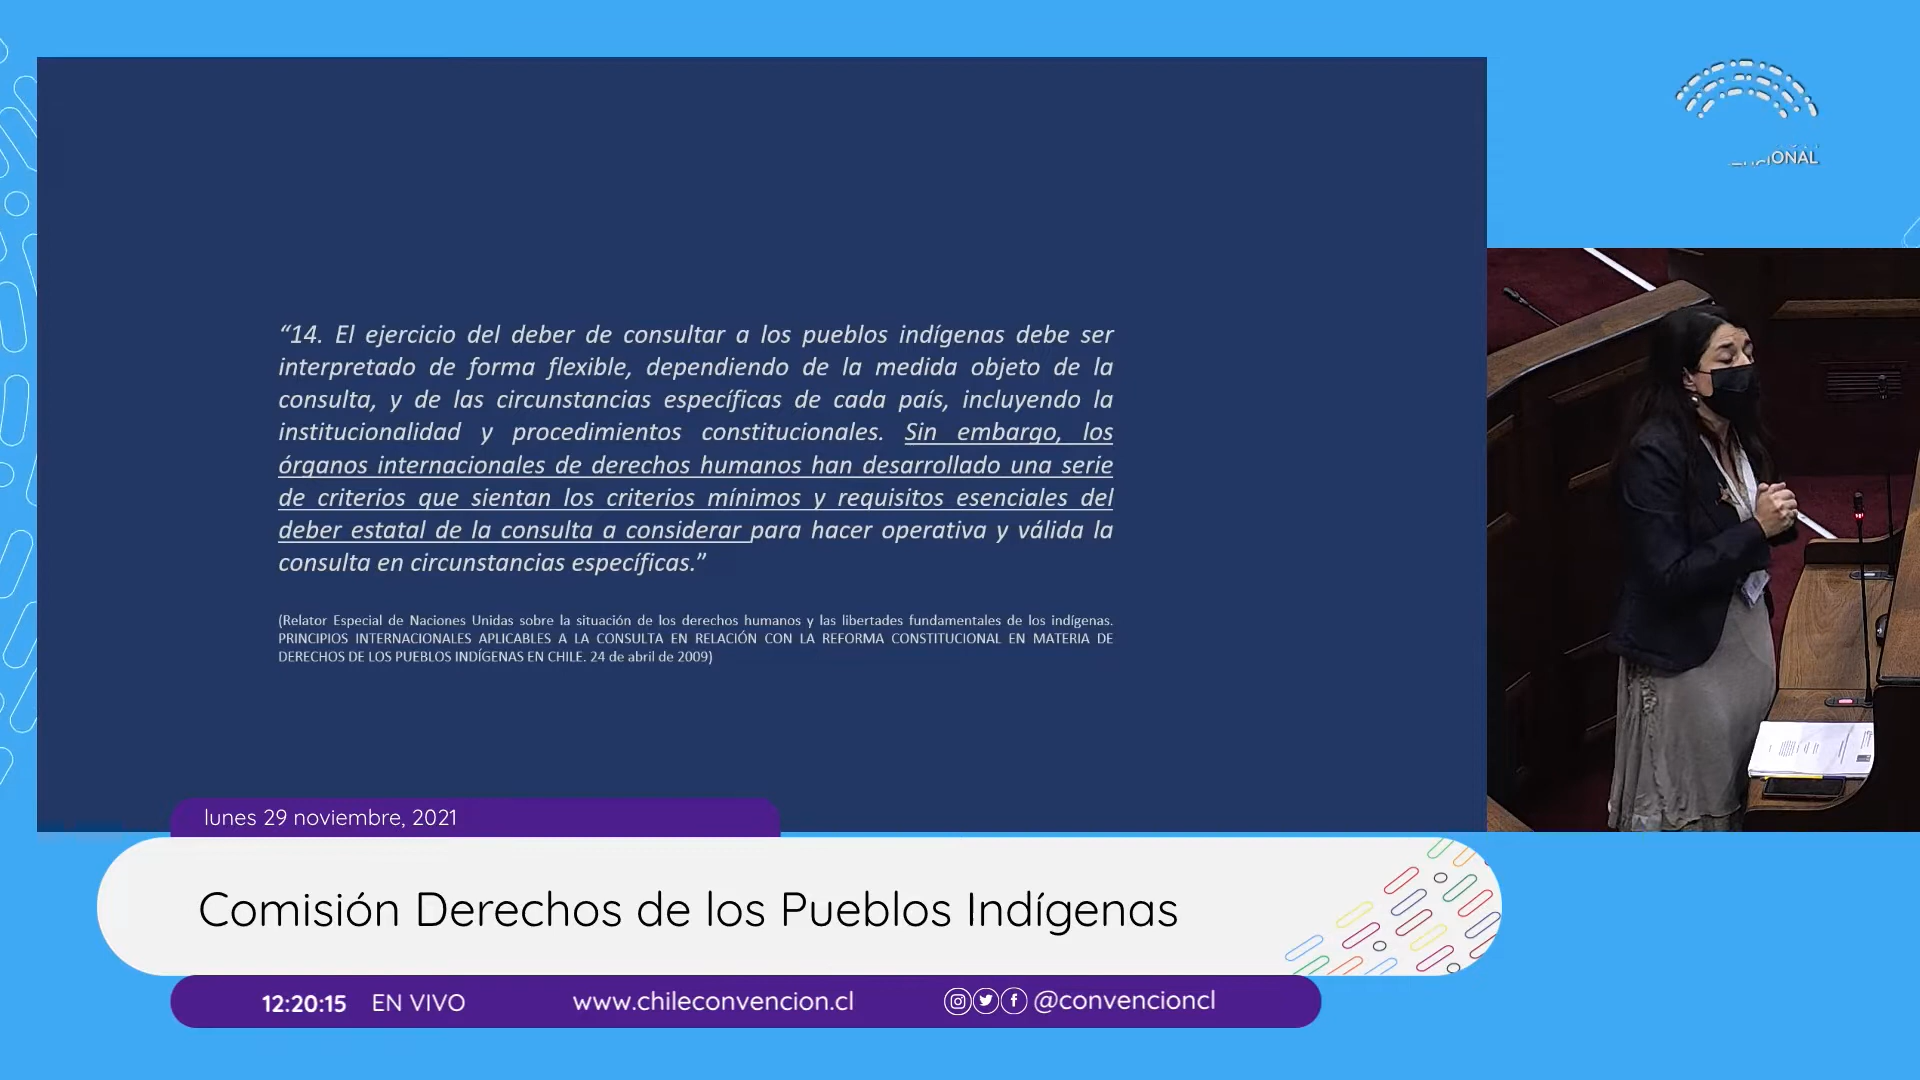 ONAL
“14. El ejercicio del deber de consultar a los pueblos indígenas debe ser
interpretado de forma flexible, dependiendo de la medida objeto de la
consulta, y de las circunstancias específicas de cada país, incluyendo la
institucionalidad y procedimientos constitucionales. Sin embargo, los
órganos internacionales de derechos humanos han desarrollado una serie
de criterios que sientan los criterios mínimos y requisitos esenciales del
deber estatal de la consulta a considerar para hacer operativa y válida la
consulta en circunstancias específicas.”
(Relator Especial de Naciones Unidas sobre la situación de los derechos humanos y las libertades fundamentales de los indígenas.
PRINCIPIOS INTERNACIONALES APLICABLES A LA CONSULTA EN RELACIÓN CON LA REFORMA CONSTITUCIONAL EN MATERIA DE
DERECHOS DE LOS PUEBLOS INDÍGENAS EN CHILE. 24 de abril de 2009)
lunes 29 noviembre, 2021
Comisión Derechos de los Pueblos Indígenas
12:20:15 EN VIVO www.chileconvencion.cl @convencioncl